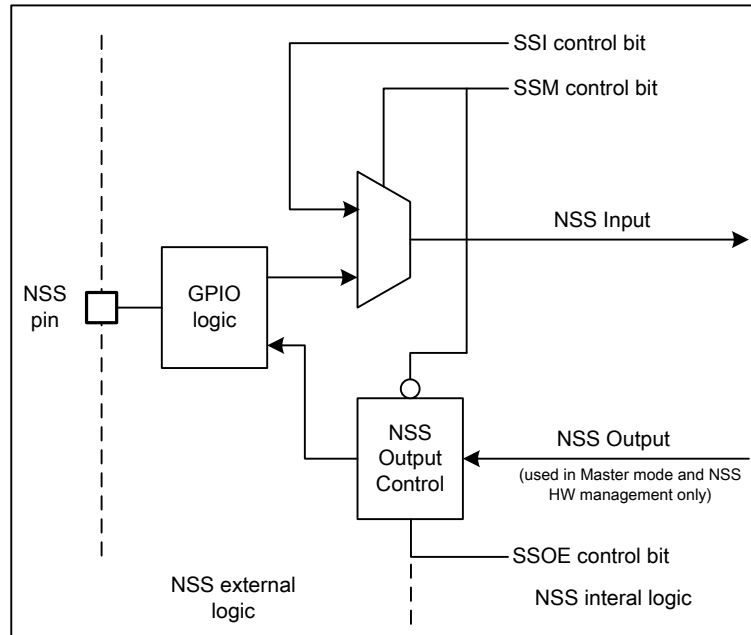 SSI control bit
SSM control bit
NSS Input
NSS
pin
GPIO
logic
NSS
Output
Control
NSS Output
(used in Master mode and NSS
HW management only)
SSOE control bit
NSS external
logic
NSS interal logic